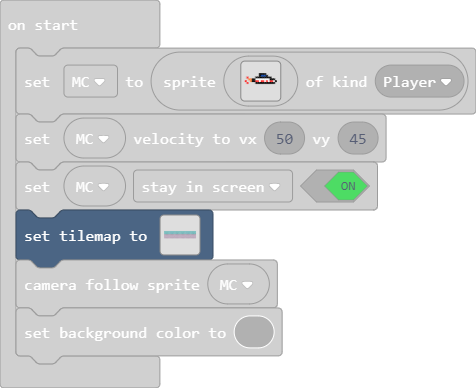 on start
set MC to sprite of kind Player
set MC velocity to vx 50 vy 45
set MC stay in screen ON
set tilemap to
camera follow sprite MC
set background color to